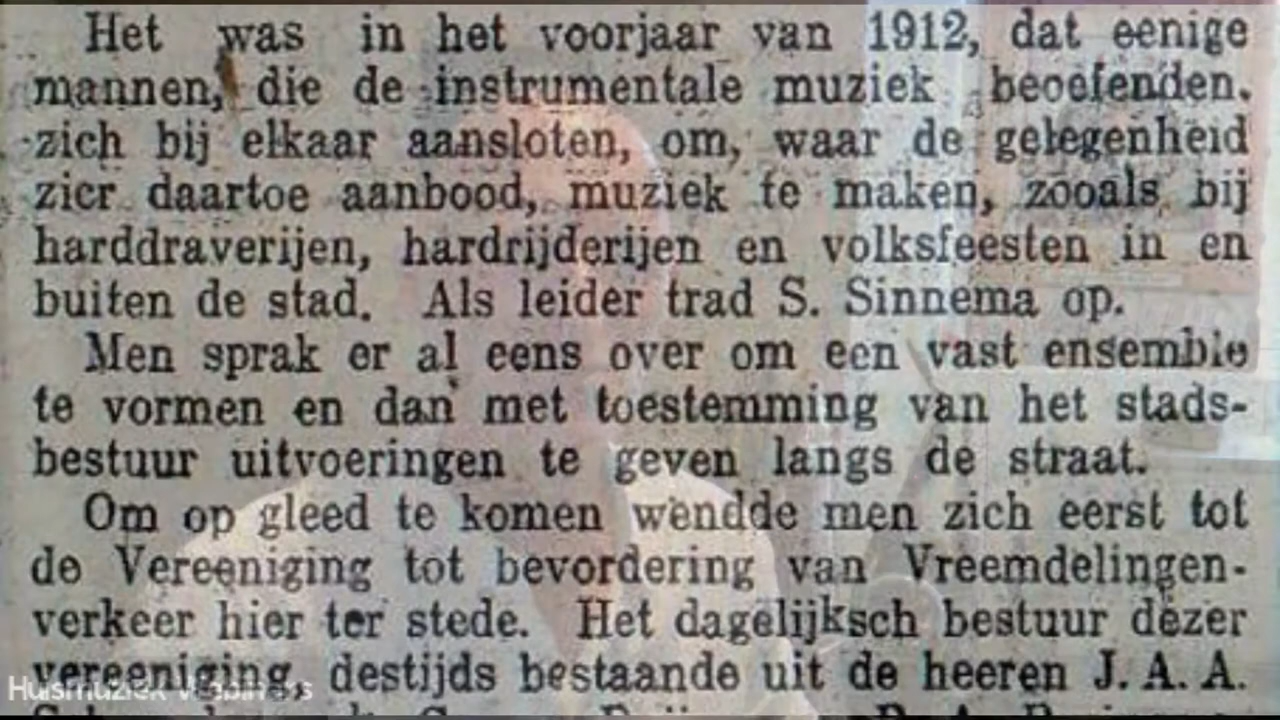 Het was in het voorjaar van 1912, dat eenige
mannen, die de instrumentale muziek beoefenden,
zich bij elkaar aansloten, om, waar de gelegenheid
zich daartoe aanbood, muziek te maken, zooals bij
harddraverijen, hardrijderijen en volksfeesten in en
buiten de stad. Als leider trad S. Sinnema op.
Men sprak er al eens over om een vast ensemble
te vormen en dan met toestemming van het stads-
bestuur uitvoeringen te geven langs de straat.
Om op gleed te komen wendde men zich eerst tot
de Vereeniging tot bevordering van Vreemdelingen-
verkeer hier ter stede. Het dagelijksch bestuur dezer
vereeniging, destijds bestaande uit de heeren J. A. A.
Huismuziek Webinars